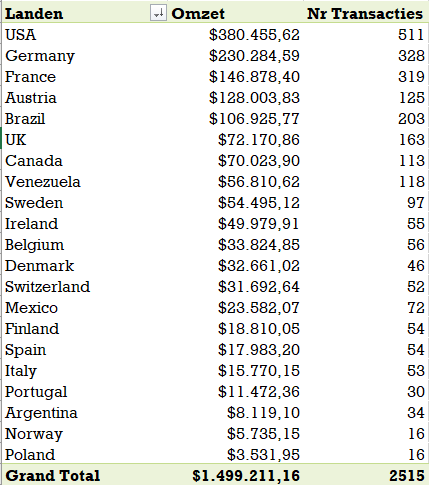 Landen Omzet Nr Transacties
USA $380.455,62 511
Germany $230.284,59 328
France $146.878,40 319
Austria $128.003,83 125
Brazil $106.925,77 203
UK $72.170,86 163
Canada $70.023,90 113
Venezuela $56.810,62 118
Sweden $54.495,12 97
Ireland $49.979,91 55
Belgium $33.824,85 56
Denmark $32.661,02 46
Switzerland $31.692,64 52
Mexico $23.582,07 72
Finland $18.810,05 54
Spain $17.983,20 54
Italy $15.770,15 53
Portugal $11.472,36 30
Argentina $8.119,10 34
Norway $5.735,15 16
Poland $3.531,95 16
Grand Total $1.499.211,16 2515